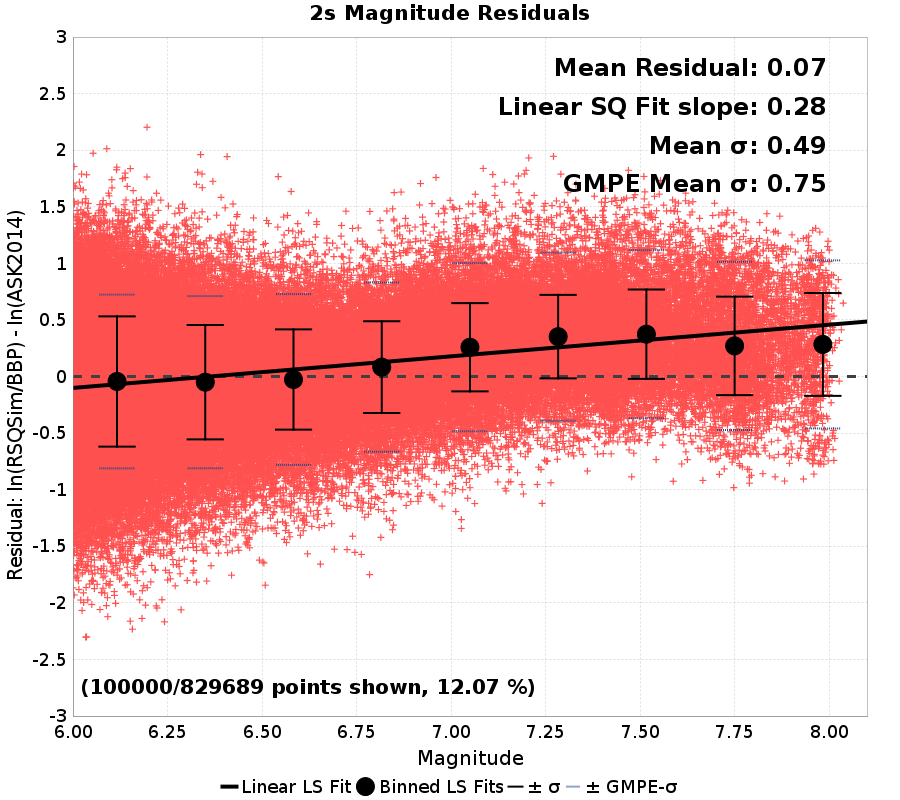 2s Magnitude Residuals
Mean Residual: 0.07
Linear SQ Fit slope: 0.28
Mean σ: 0.49
GMPE Mean σ: 0.75
3
2.5
2
1.5
1
0.5
0
-0.5
-1
-1.5
-2
-2.5
-3
Residual: ln(RSQSim/BBP) - ln(ASK2014)
(100000/829689 points shown, 12.07 %)
6.00 6.25 6.50 6.75 7.00 7.25 7.50 7.75 8.00
Magnitude
Linear LS Fit Binned LS Fits ± σ ± GMPE-σ